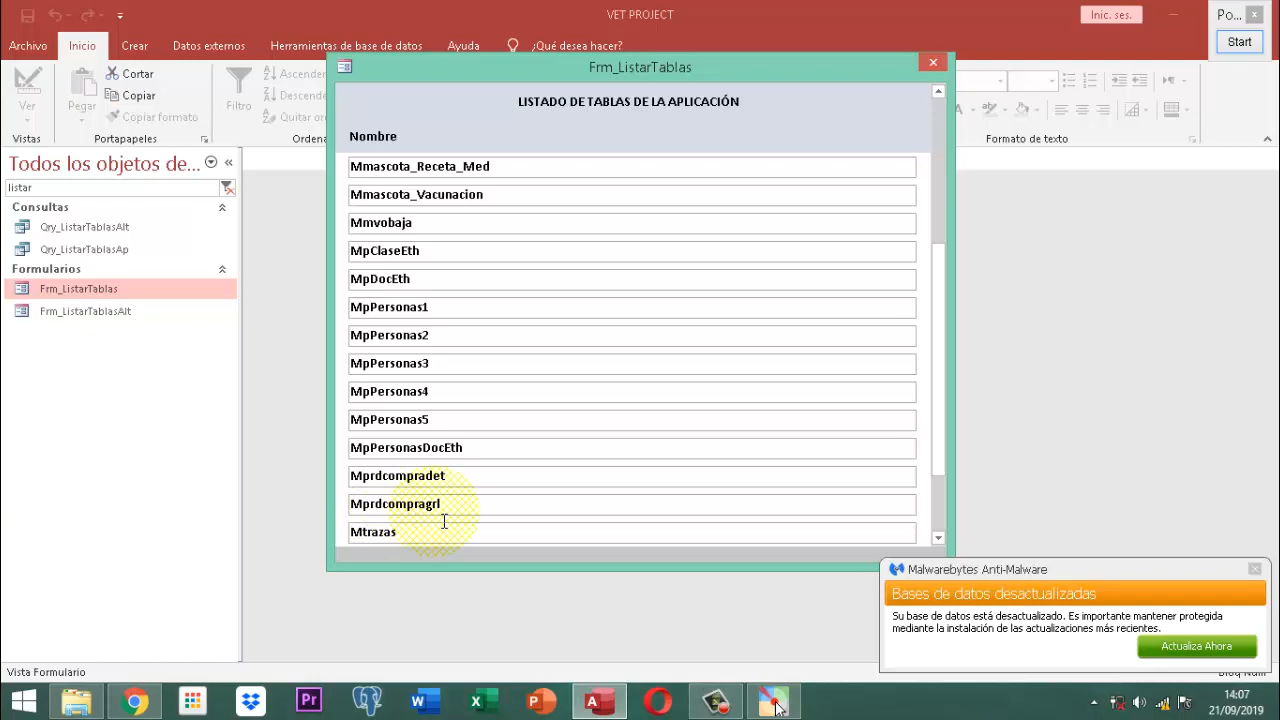 VET PROJECT
Inic. ses.
Po...
Start
Archivo
Inicio
Crear
Datos externos
Herramientas de base de datos
Ayuda
¿Qué desea hacer?
Ver
Vistas
Pegar
Cortar
Copiar
Copiar formato
Portapapeles
Filtro
Ascender
Descende
Quitar or
Ordena
Formato de texto
Todos los objetos de...
listar
Consultas
Qry_ListarTablasAlt
Qry_ListarTablasAp
Formularios
Frm_ListarTablas
Frm_ListarTablasAlt
Frm_ListarTablas
LISTADO DE TABLAS DE LA APLICACIÓN
Nombre
Mmascota_Receta_Med
Mmascota_Vacunacion
Mmvobaja
MpClaseEth
MpDocEth
MpPersonas1
MpPersonas2
MpPersonas3
MpPersonas4
MpPersonas5
MpPersonasDocEth
Mprdcompradet
Mprdcompragrl
Mtrazas
Malwarebytes Anti-Malware
Bases de datos desactualizadas
Su base de datos está desactualizado. Es importante mantener protegida
mediante la instalación de las actualizaciones más recientes.
Actualiza Ahora
Vista Formulario
Bloq Núm
14:07
21/09/2019